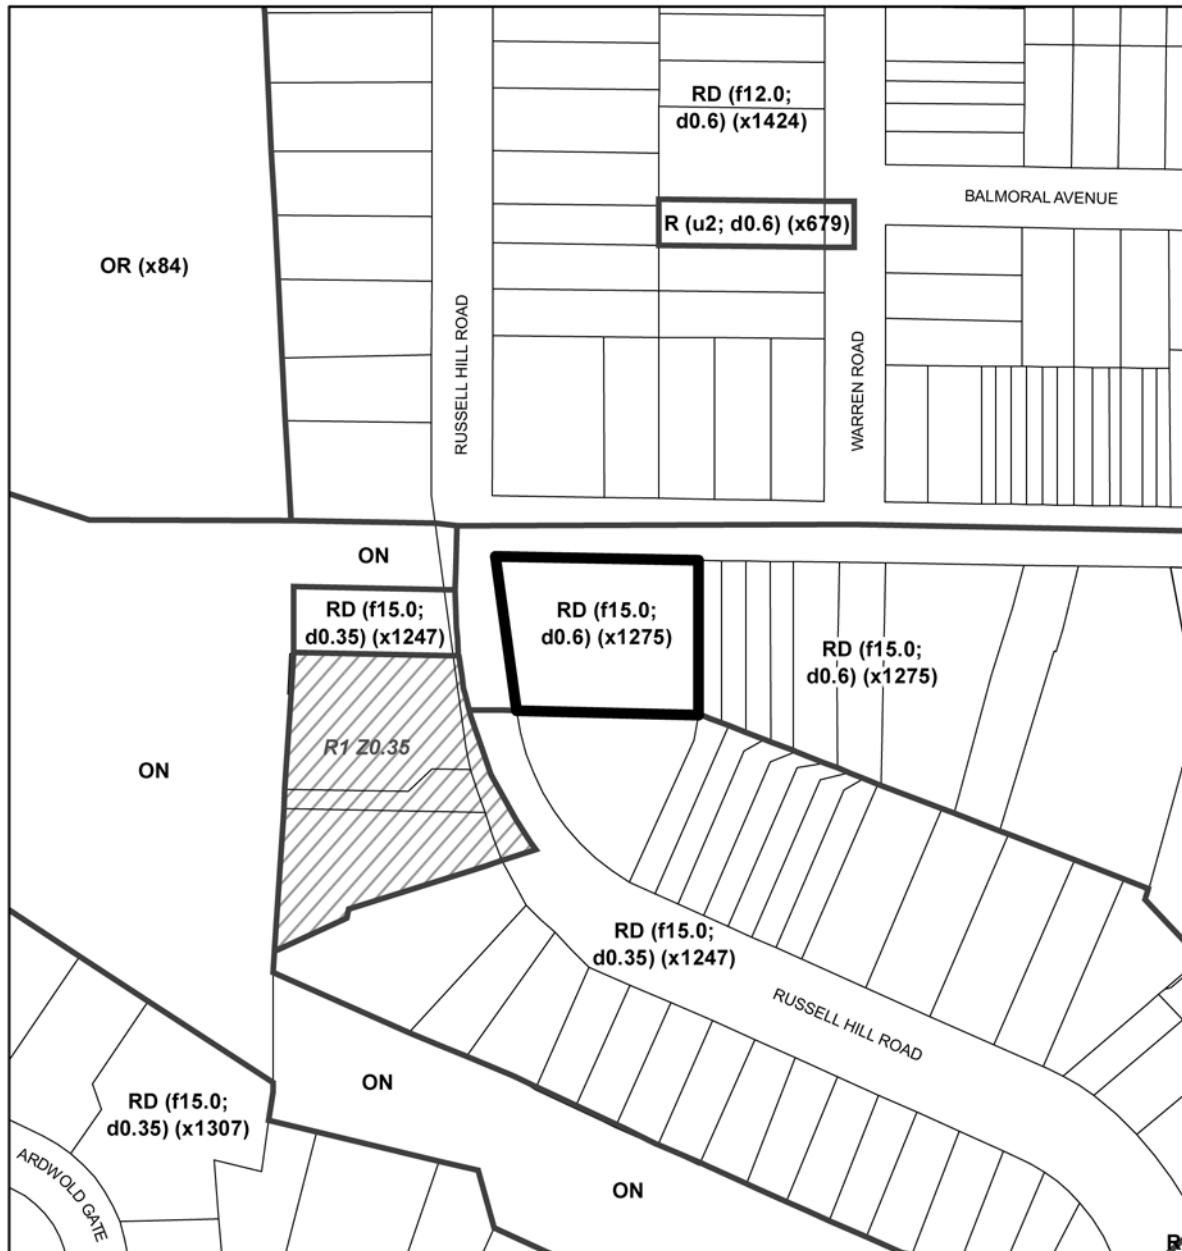 RD (f12.0;
d0.6) (x1424)
BALMORAL AVENUE
R (u2; d0.6) (x679)
OR (x84)
RUSSELL HILL ROAD
WARREN ROAD
ON
RD (f15.0;
d0.35) (x1247)
RD (f15.0;
d0.6) (x1275)
RD (f15.0;
d0.6) (x1275)
R1 Z0.35
ON
RD (f15.0;
d0.35) (x1247)
RUSSELL HILL ROAD
ON
RD (f15.0;
d0.35) (x1307)
ARDWOLD GATE
ON